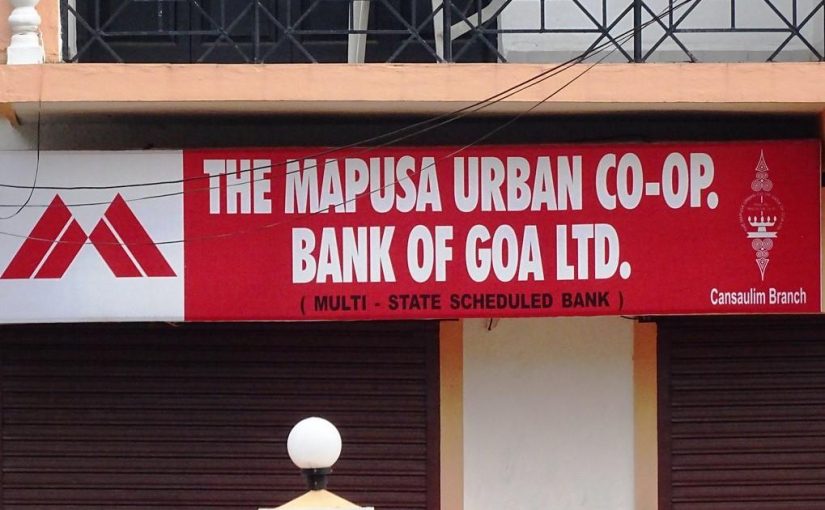 THE MAPUSA URBAN CO-OP.
BANK OF GOA LTD.
( MULTI - STATE SCHEDULED BANK )
Cansaulim Branch